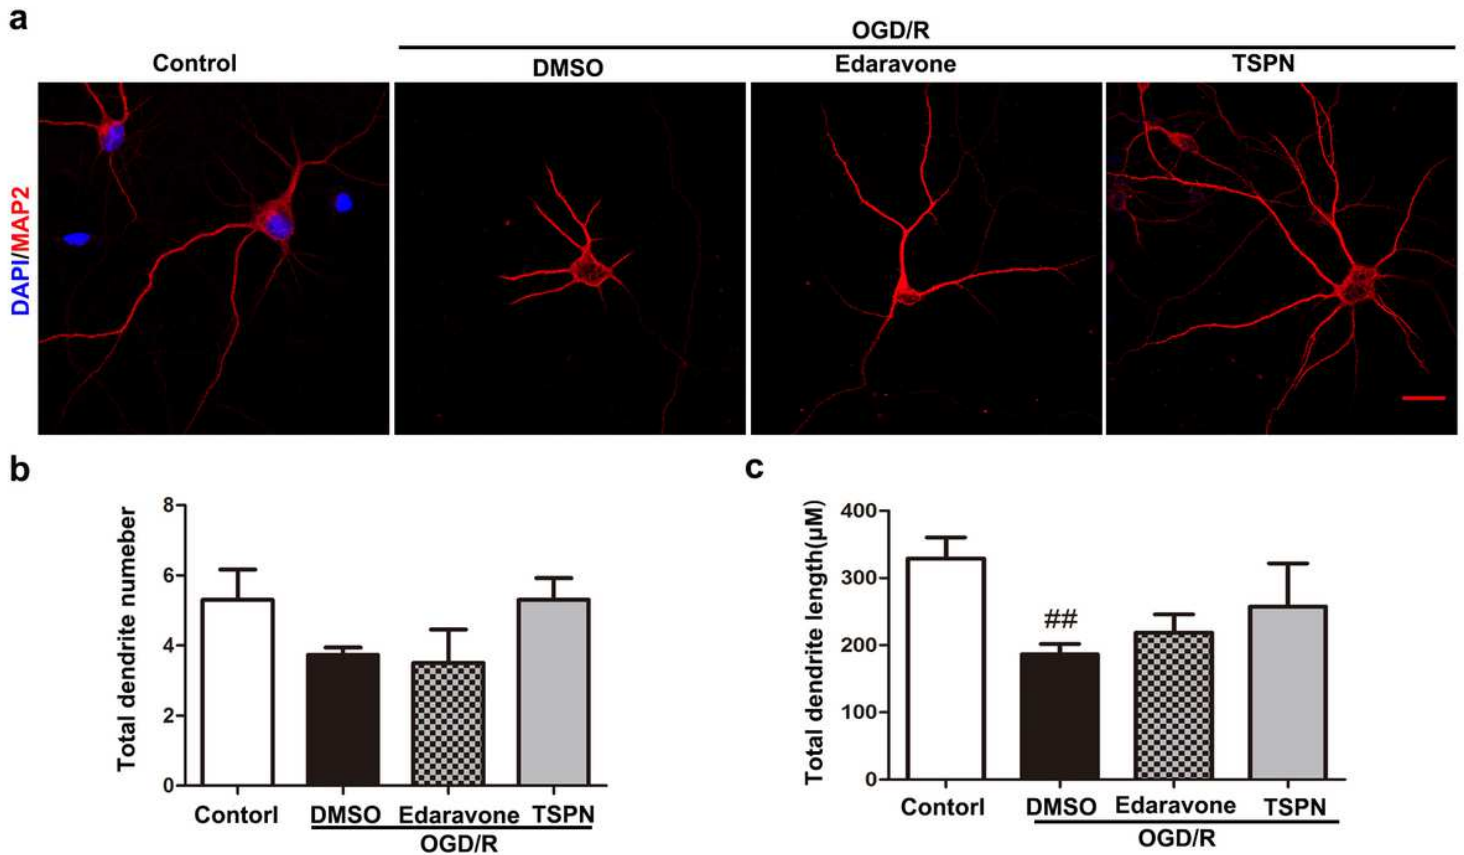 a
OGD/R
Control
DMSO
Edaravone
TSPN
DAPI/MAP2
b
Total dendrite numeber
8
6
4
2
0
Contorl
DMSO
Edaravone
TSPN
OGD/R
c
Total dendrite length(µM)
400
300
200
100
0
##
Contorl
DMSO
Edaravone
TSPN
OGD/R